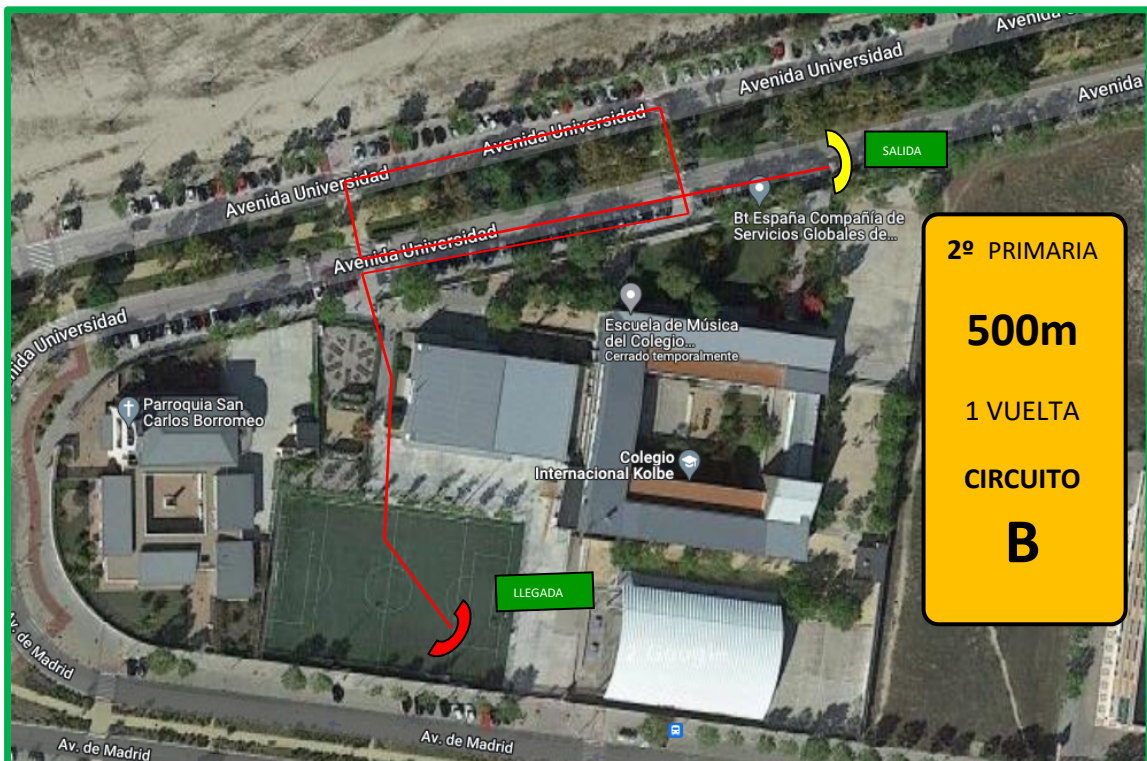 Avenida U
Avenida Universidad
Avenida
Avenida Universidad
SALIDA
Avenida Universidad
Bt España Compañía de
Servicios Globales de...
Avenida Universidad
2º PRIMARIA
500m
1 VUELTA
CIRCUITO
B
Escuela de Música
del Colegio...
Cerrado temporalmente
enida Universidad
Parroquia San
Carlos Borromeo
Colegio
Internacional Kolbe
LLEGADA
Google
Av. de Madrid
Av. de Madrid
Av. de Madrid